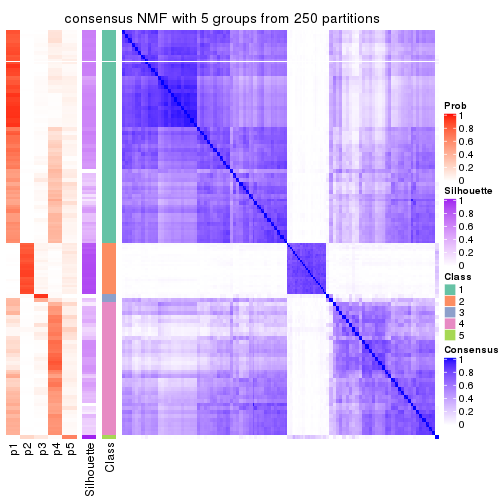 consensus NMF with 5 groups from 250 partitions
Prob
1
0.8
0.6
0.4
0.2
0
Silhouette
1
0.8
0.6
0.4
0.2
0
Class
1
2
3
4
5
Consensus
1
0.8
0.6
0.4
0.2
0
p1
p2
p3
p4
p5
Silhouette
Class